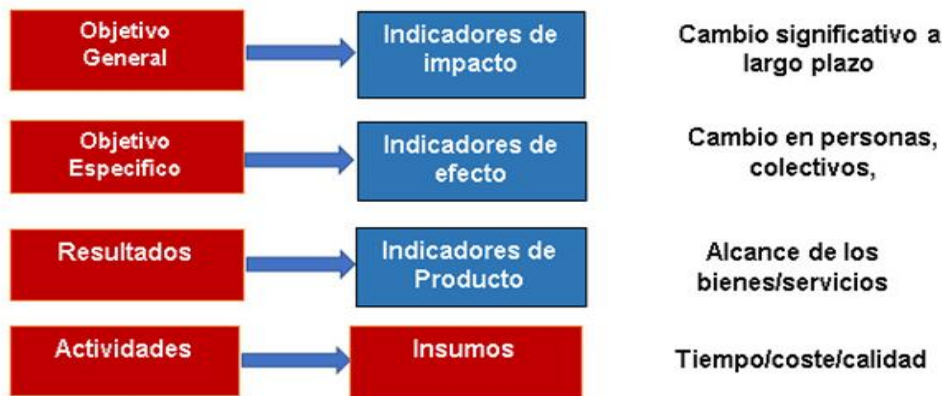 Objetivo
General
Indicadores de
impacto
Cambio significativo a
largo plazo
Objetivo
Especifico
Indicadores de
efecto
Cambio en personas,
colectivos,
Resultados
Indicadores de
Producto
Alcance de los
bienes/servicios
Actividades
Insumos
Tiempo/coste/calidad